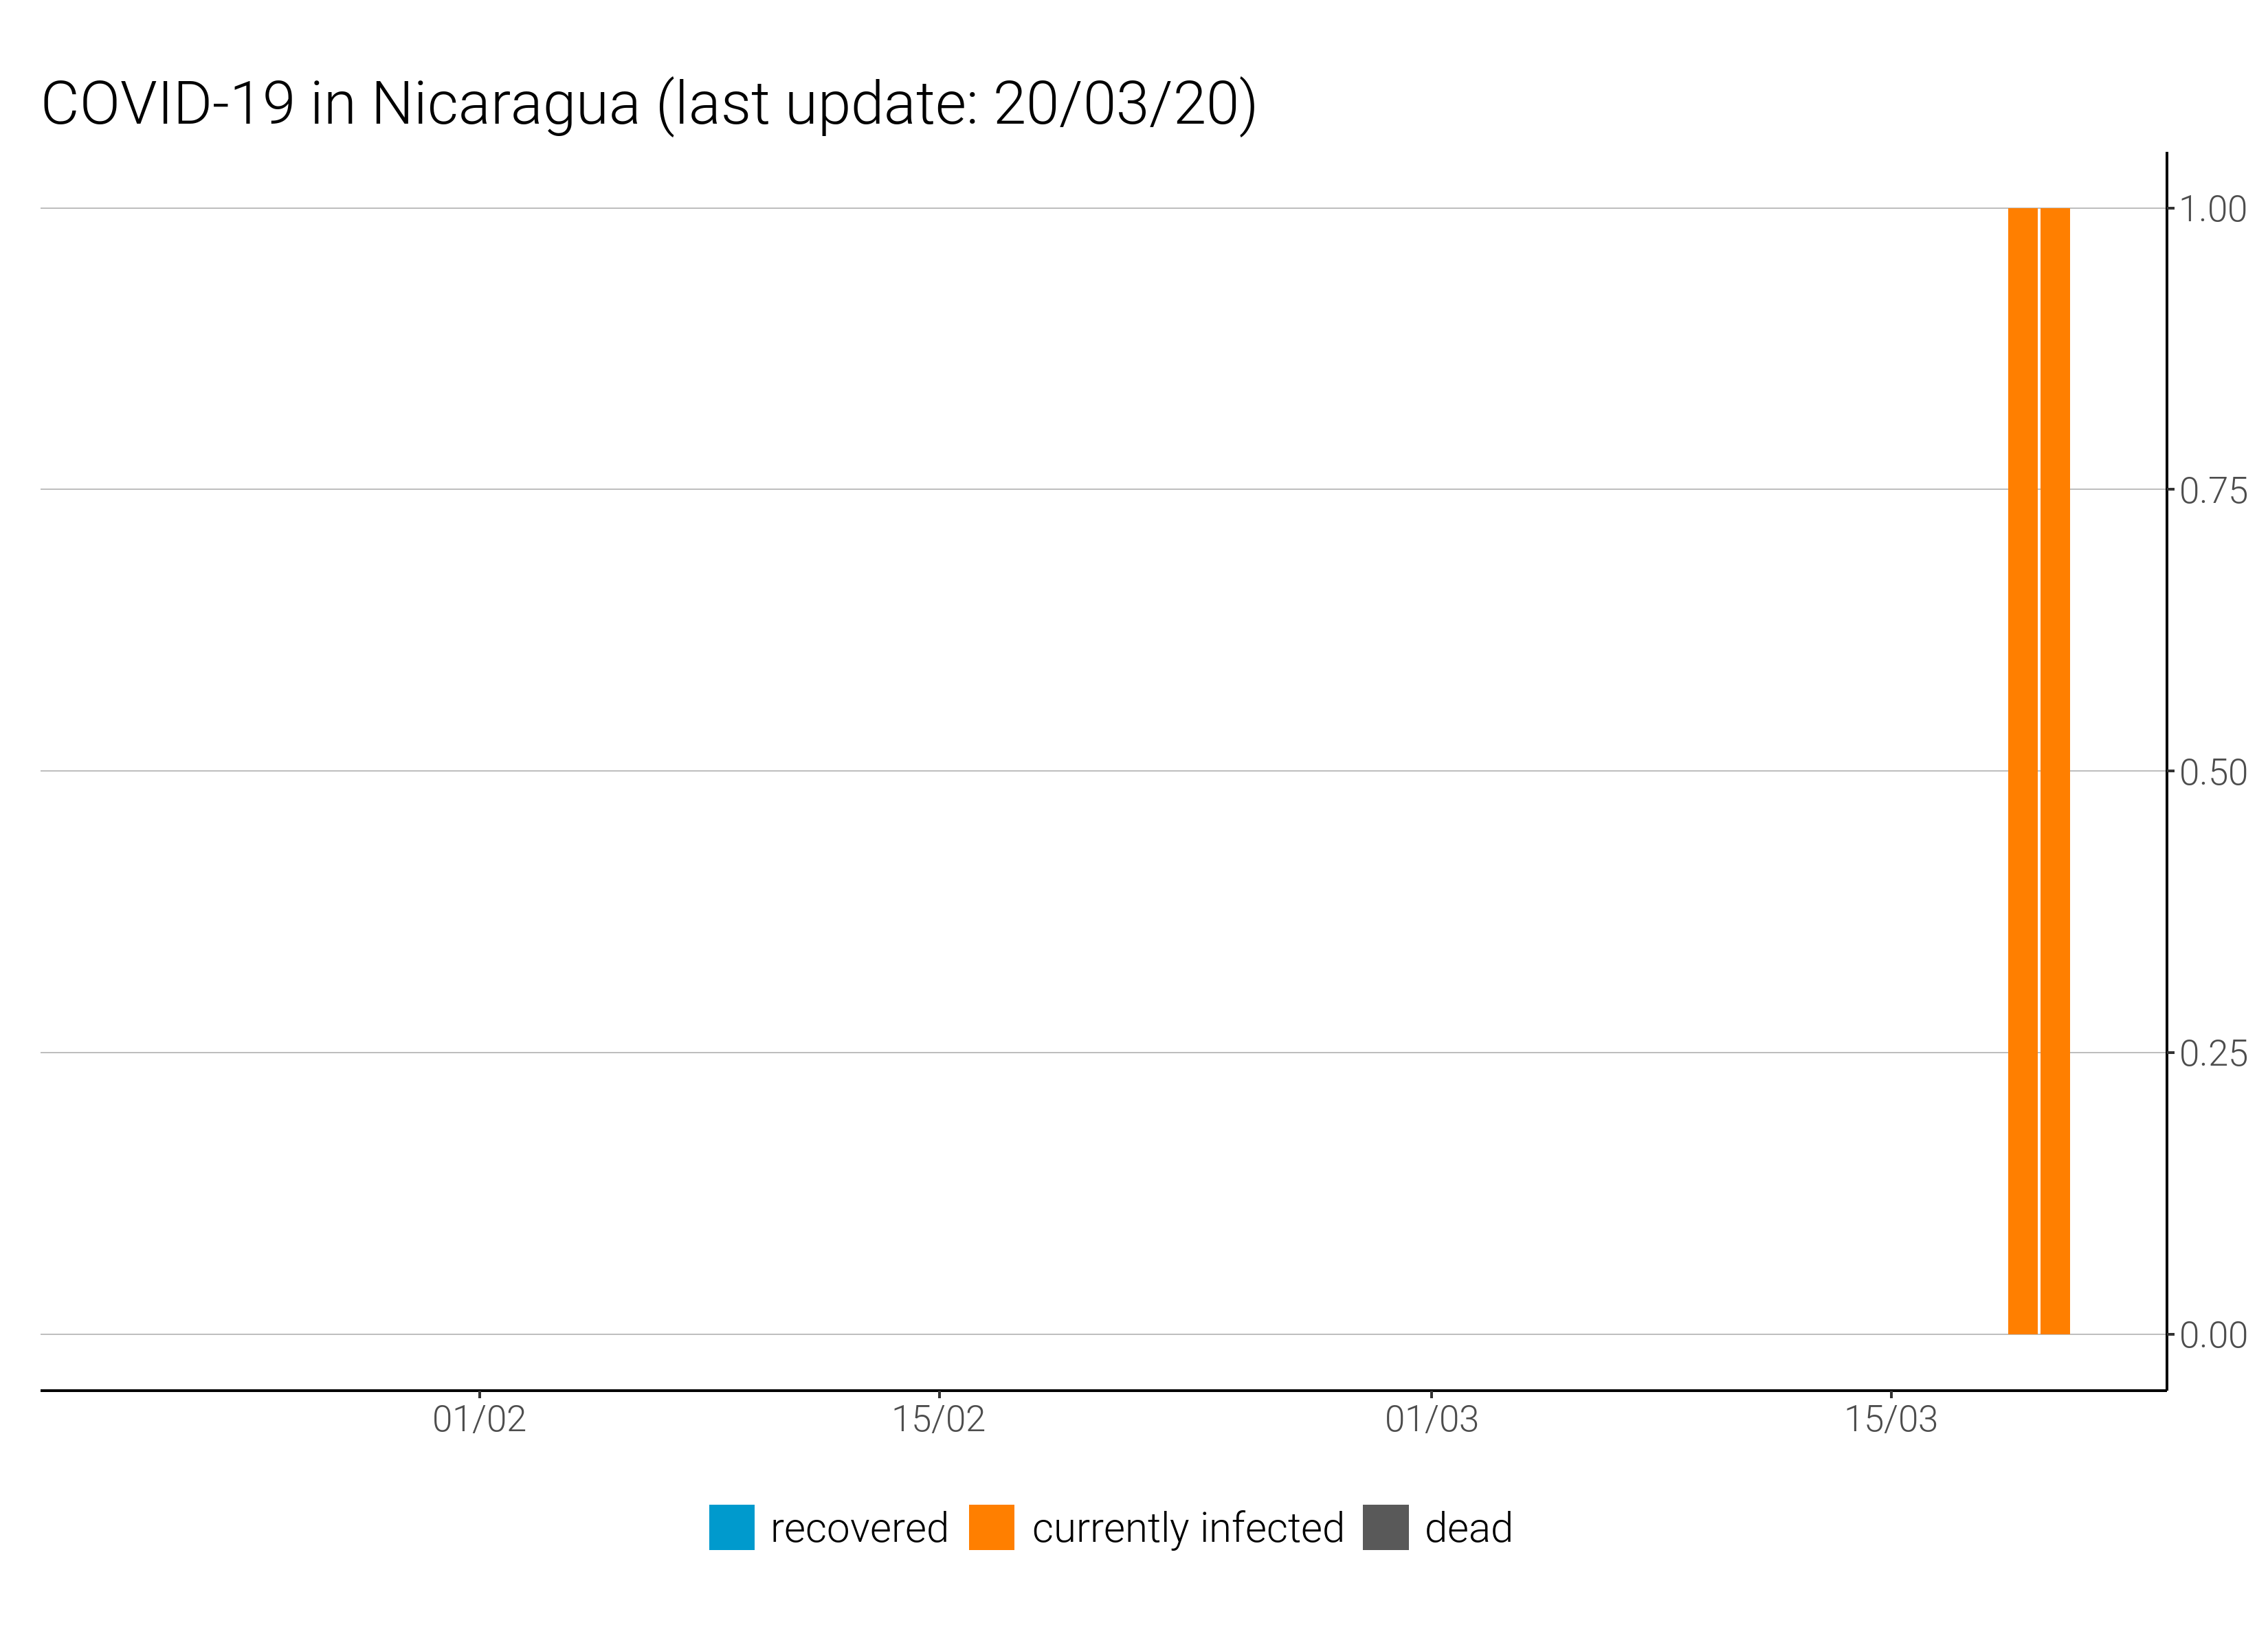 COVID-19 in Nicaragua (last update: 20/03/20)
1.00
0.75
0.50
0.25
0.00
01/02 15/02 01/03 15/03
recovered currently infected dead